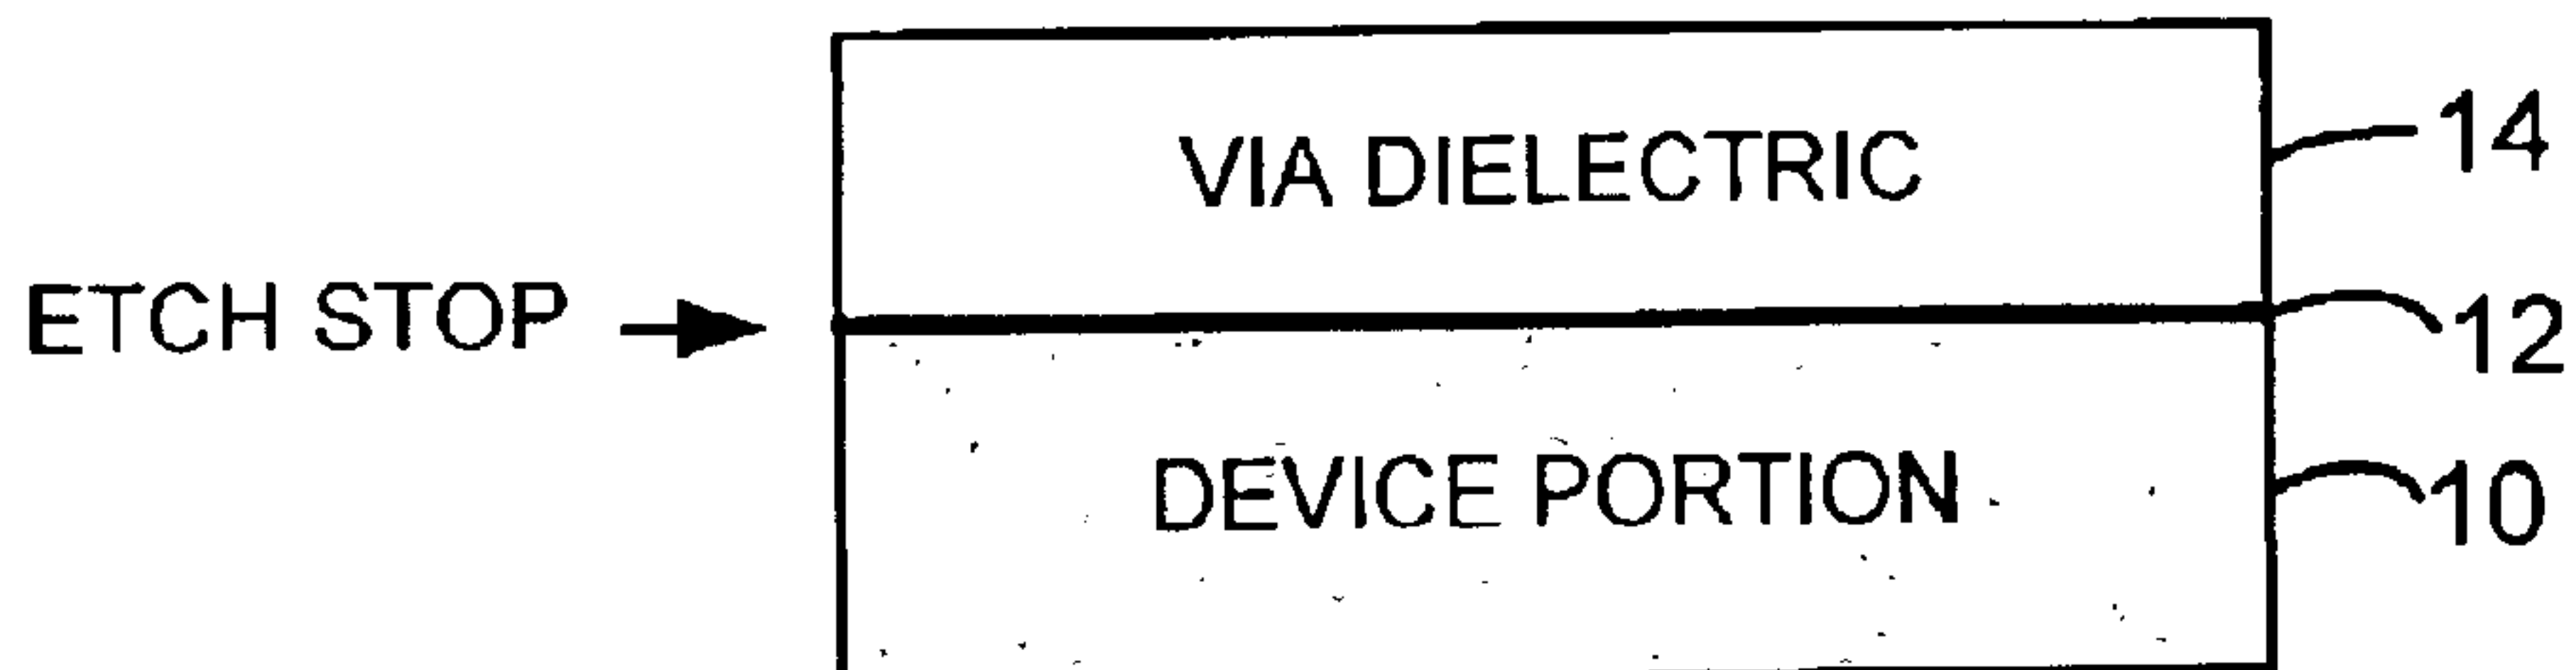 VIA DIELECTRIC
14
ETCH STOP
12
DEVICE PORTION
10